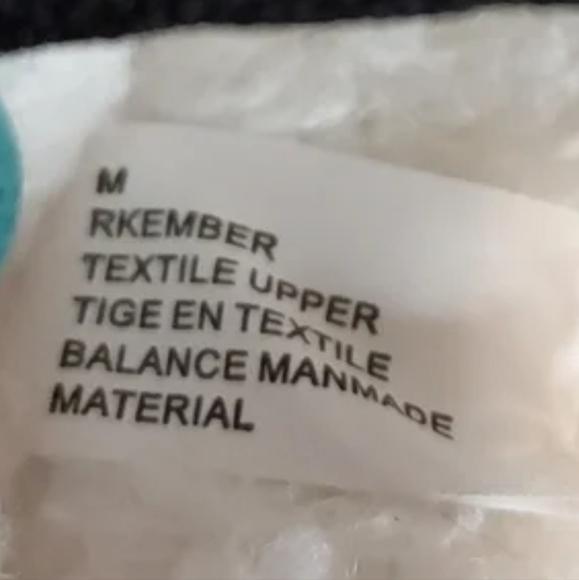 M
RKEMBER
TEXTILE UPPER
TIGE EN TEXTILE
BALANCE MANMADE
MATERIAL